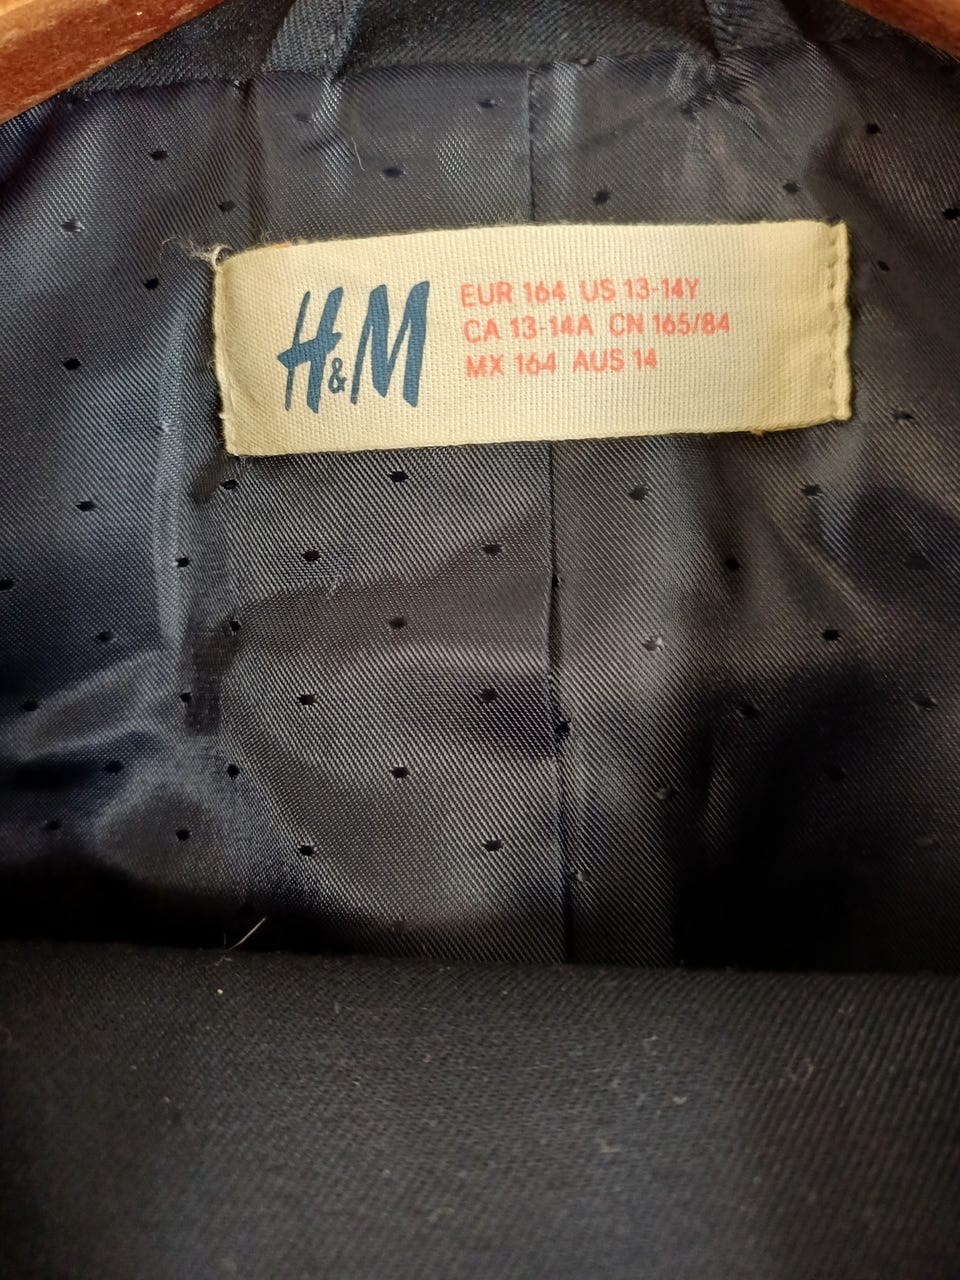 H&M
EUR 164 US 13-14Y
CA 13-14A CN 165/84
MX 164 AUS 14